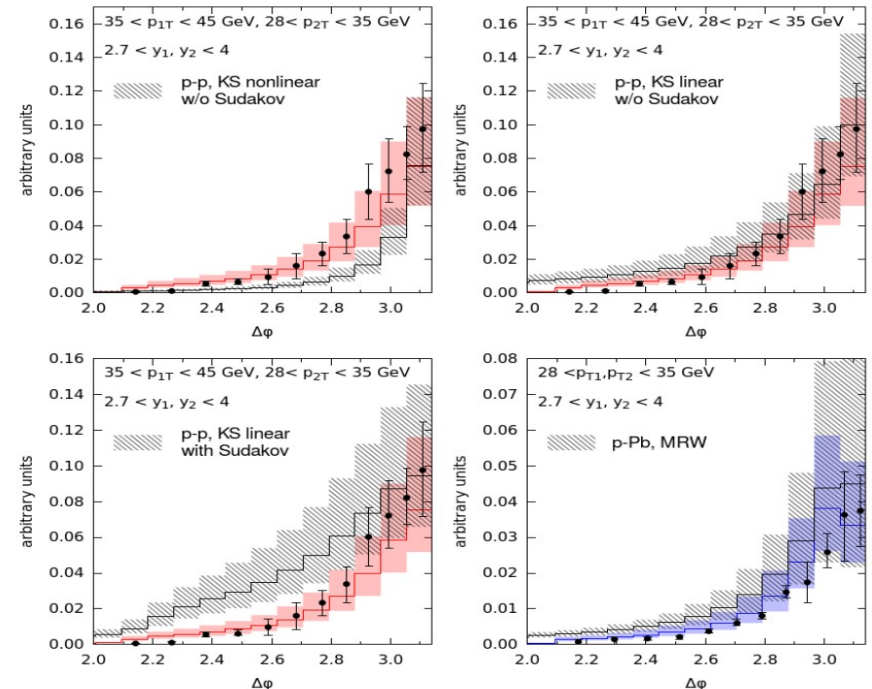 35 < p1T < 45 GeV, 28< p2T < 35 GeV
2.7 < y1, y2 < 4
p-p, KS nonlinear
w/o Sudakov
arbitrary units
0.16
0.14
0.12
0.10
0.08
0.06
0.04
0.02
0.00
2.0 2.2 2.4 2.6 2.8 3.0
Δφ
35 < p1T < 45 GeV, 28< p2T < 35 GeV
2.7 < y1, y2 < 4
p-p, KS linear
w/o Sudakov
arbitrary units
0.16
0.14
0.12
0.10
0.08
0.06
0.04
0.02
0.00
2.0 2.2 2.4 2.6 2.8 3.0
Δφ
35 < p1T < 45 GeV, 28< p2T < 35 GeV
2.7 < y1, y2 < 4
p-p, KS linear
with Sudakov
arbitrary units
0.16
0.14
0.12
0.10
0.08
0.06
0.04
0.02
0.00
2.0 2.2 2.4 2.6 2.8 3.0
Δφ
28 <pT1,pT2 < 35 GeV
2.7 < y1, y2 < 4
p-Pb, MRW
arbitrary units
0.08
0.07
0.06
0.05
0.04
0.03
0.02
0.01
0.00
2.0 2.2 2.4 2.6 2.8 3.0
Δφ